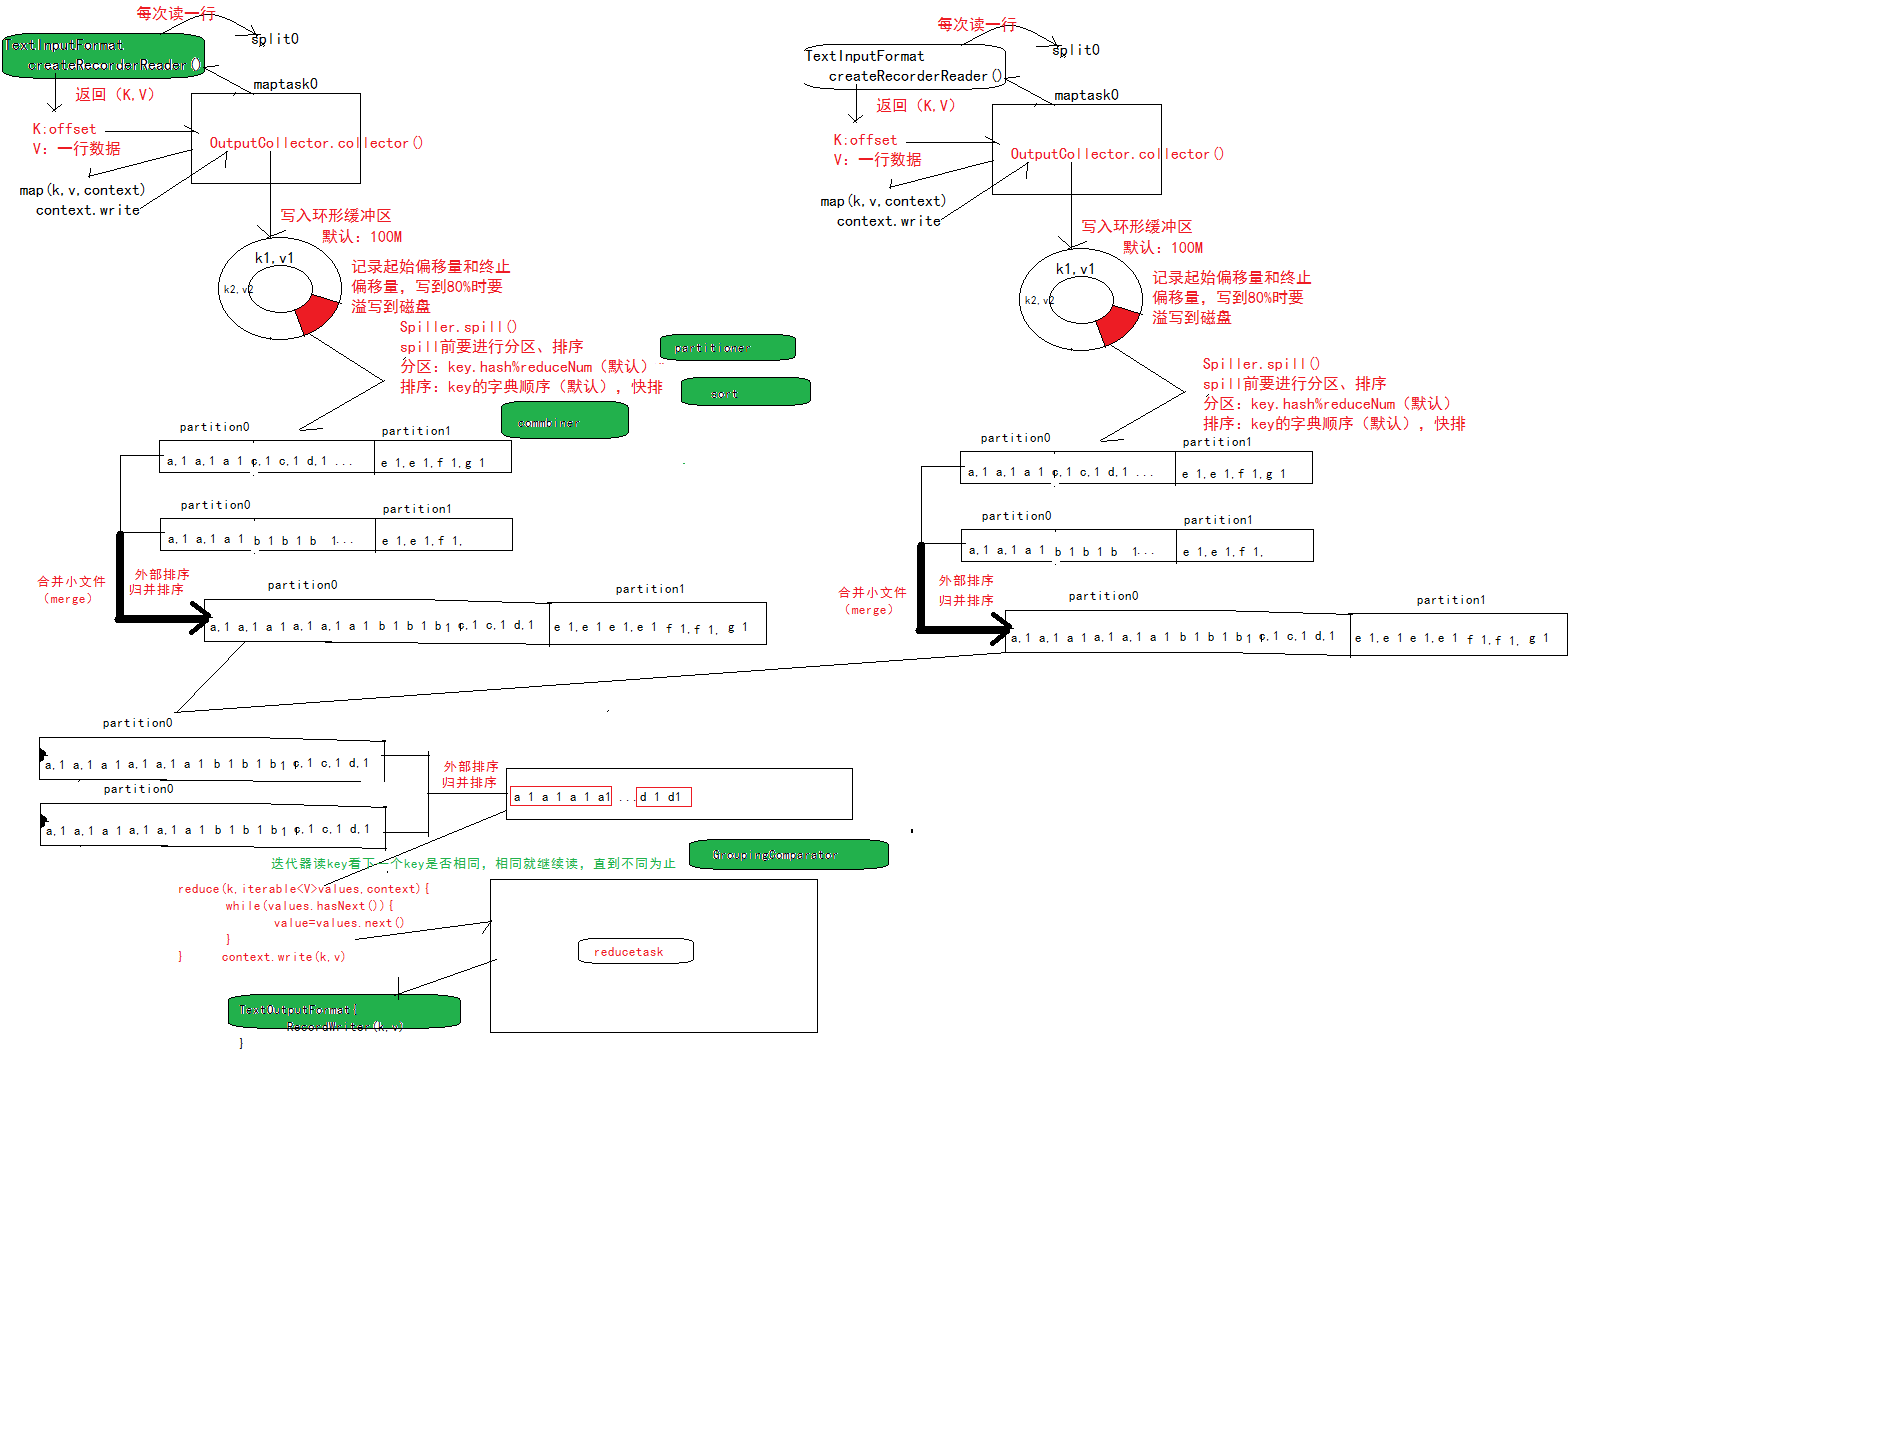 每次读一行
split0
TextInputFormat
createRecorderReader()
maptask0
返回（K,V）
K:offset
V：一行数据
OutputCollector.collector()
map(k,v,context)
context.write
写入环形缓冲区
默认：100M
k1,v1
k2,v2
记录起始偏移量和终止
偏移量，写到80%时要
溢写到磁盘
Spiller.spill()
spill前要进行分区、排序
分区：key.hash%reduceNum（默认）
排序：key的字典顺序（默认），快排
partitioner
sort
commbiner
partition0
partition1
a,1 a,1 a 1 c,1 c,1 d,1 ...
e 1,e 1,f 1,g 1
partition0
partition1
a,1 a,1 a 1 b 1 b 1 b 1...
e 1,e 1,f 1,
合并小文件
（merge）
外部排序
归并排序
partition0
partition1
a,1 a,1 a 1 a,1 a,1 a 1 b 1 b 1 b 1 c,1 c,1 d,1
e 1,e 1 e 1,e 1 f 1,f 1, g 1
每次读一行
split0
TextInputFormat
createRecorderReader()
maptask0
返回（K,V）
K:offset
V：一行数据
OutputCollector.collector()
map(k,v,context)
context.write
写入环形缓冲区
默认：100M
k1,v1
k2,v2
记录起始偏移量和终止
偏移量，写到80%时要
溢写到磁盘
Spiller.spill()
spill前要进行分区、排序
分区：key.hash%reduceNum（默认）
排序：key的字典顺序（默认），快排
partition0
partition1
a,1 a,1 a 1 c,1 c,1 d,1 ...
e 1,e 1,f 1,g 1
partition0
partition1
a,1 a,1 a 1 b 1 b 1 b 1...
e 1,e 1,f 1,
合并小文件
（merge）
外部排序
归并排序
partition0
partition1
a,1 a,1 a 1 a,1 a,1 a 1 b 1 b 1 b 1 c,1 c,1 d,1
e 1,e 1 e 1,e 1 f 1,f 1, g 1
partition0
a,1 a,1 a 1 a,1 a,1 a 1 b 1 b 1 b 1 c,1 c,1 d,1
partition0
a,1 a,1 a 1 a,1 a,1 a 1 b 1 b 1 b 1 c,1 c,1 d,1
外部排序
归并排序
a 1 a 1 a 1 a1 ... d 1 d1
迭代器读key看下一个key是否相同，相同就继续读，直到不同为止
GroupingComparator
reduce(k,iterable<V>values,context){
while(values.hasNext()){
value=values.next()
}
} context.write(k,v)
reducetask
TextOutputFormat{
RecordWriter(k,v)
}